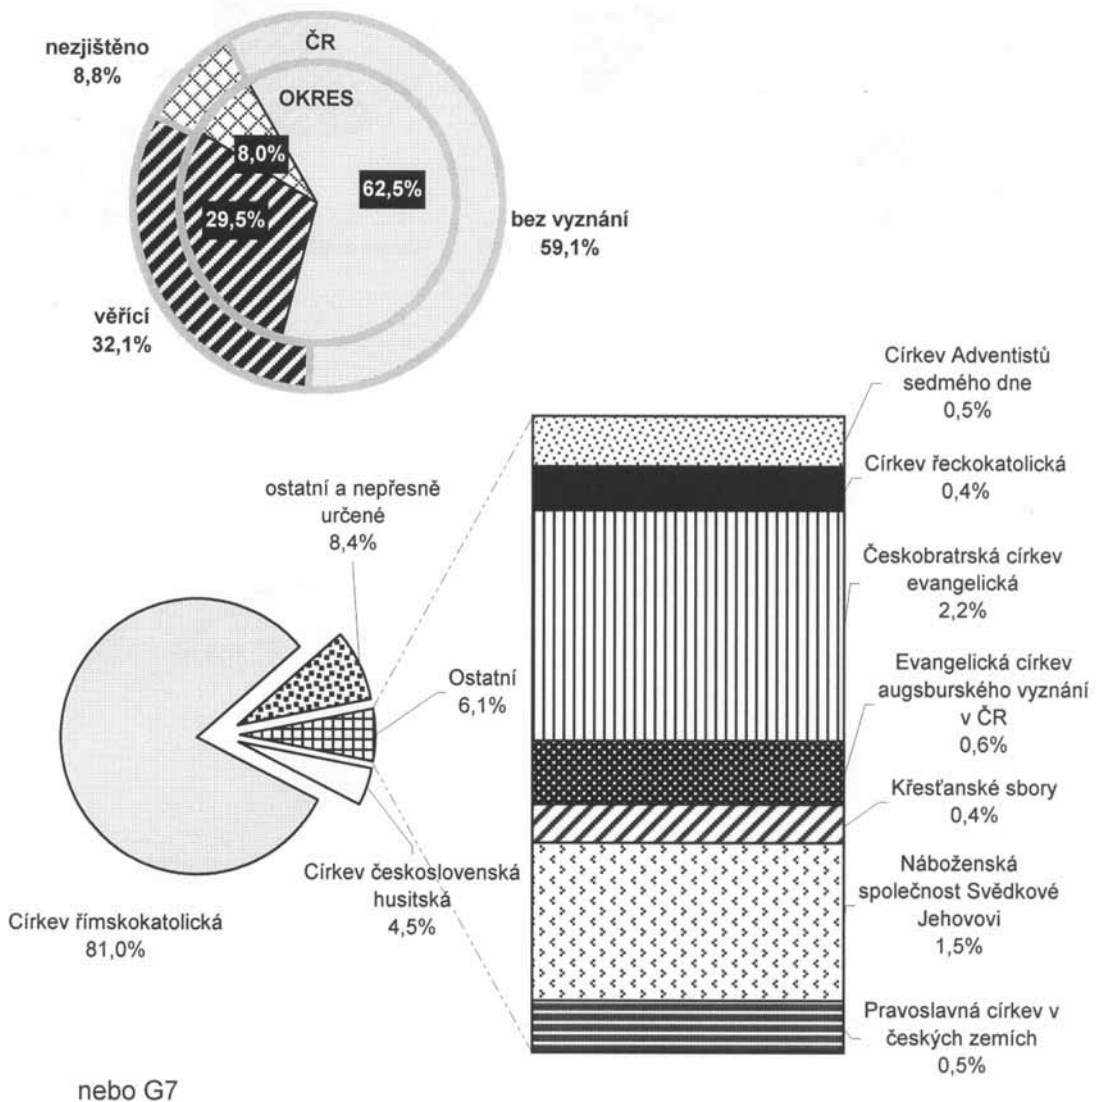 nezjištěno
8,8%
ČR
OKRES
8,0%
62,5%
29,5%
bez vyznání
59,1%
věřící
32,1%
Církev Adventistů
sedmého dne
0,5%
Církev řeckokatolická
0,4%
ostatní a nepřesně
určené
8,4%
Českobratrská církev
evangelická
2,2%
Ostatní
6,1%
Evangelická církev
augsburského vyznání
v ČR
0,6%
Křesťanské sbory
0,4%
Církev československá
husitská
4,5%
Náboženská
společnost Svědkové
Jehovovi
1,5%
Církev římskokatolická
81,0%
Pravoslavná církev v
českých zemích
0,5%
nebo G7